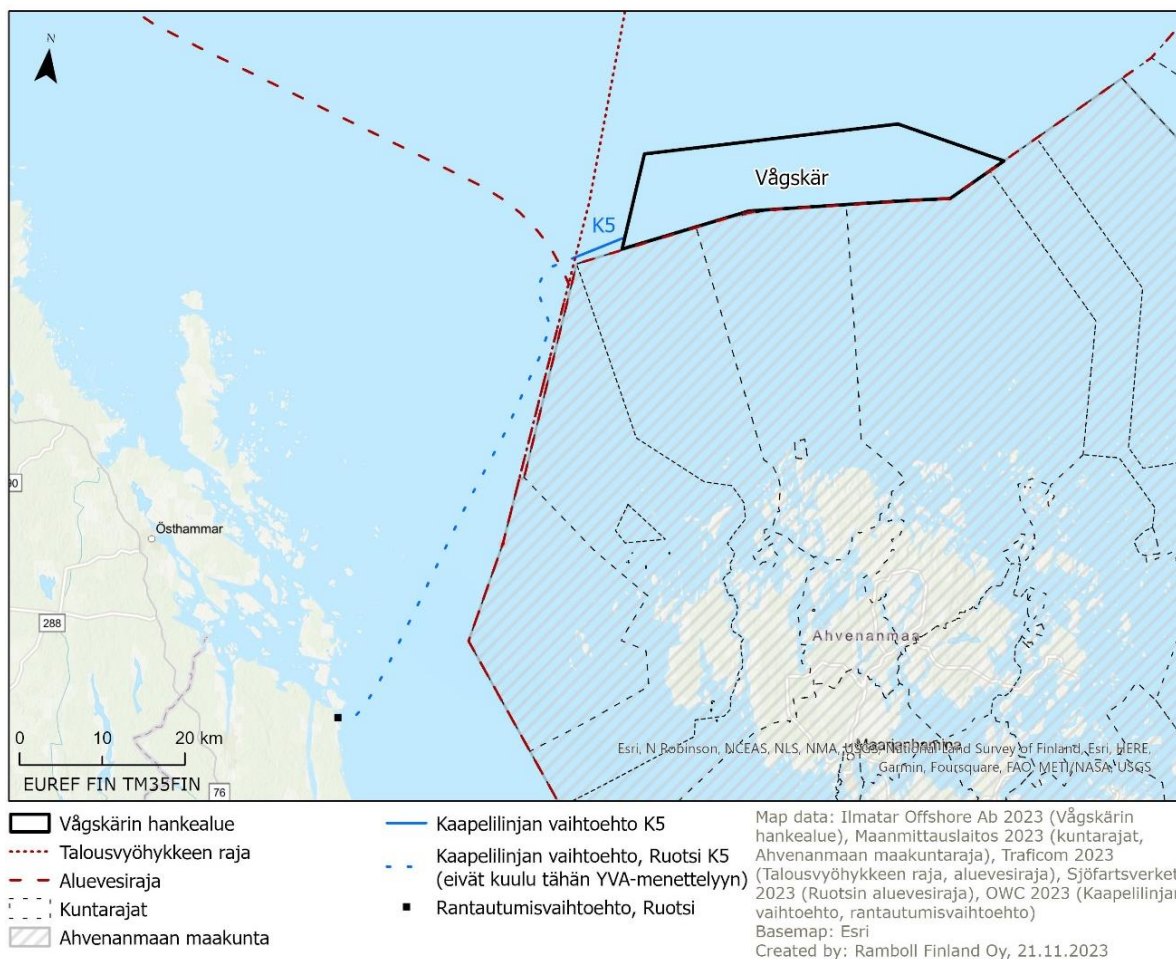 N
Vågskär
K5
90
Östhammar
288
Ahvenanmaa
Maarianhamina
0 10 20 km
EUREF FIN TM35FIN
76
Esri, N Robinson, NCEAS, NLS, NMA, USGS, National Land Survey of Finland, Esri, HERE,
Garmin, Foursquare, FAO, METI/NASA, USGS
Vågskärin hankealue
Talousvyöhykkeen raja
Aluevesiraja
Kuntarajat
Ahvenanmaan maakunta
Kaapelilinjan vaihtoehto K5
Kaapelilinjan vaihtoehto, Ruotsi K5
(eivät kuulu tähän YVA-menettelyyn)
Rantautumisvaihtoehto, Ruotsi
Map data: Ilmatar Offshore Ab 2023 (Vågskärin
hankealue), Maanmittauslaitos 2023 (kuntarajat,
Ahvenanmaan maakuntaraja), Traficom 2023
(Talousvyöhykkeen raja, aluevesiraja), Sjöfartsverket
2023 (Ruotsin aluevesiraja), OWC 2023 (Kaapelilinjan
vaihtoehto, rantautumisvaihtoehto)
Basemap: Esri
Created by: Ramboll Finland Oy, 21.11.2023